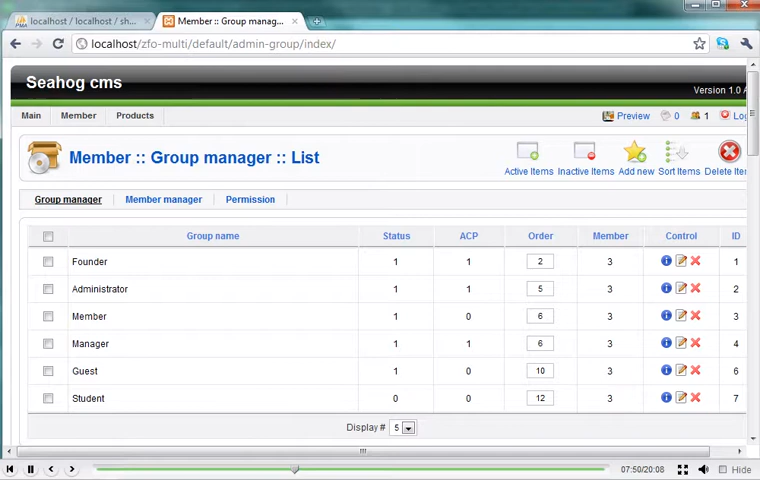 localhost / localhost / sh...
Member :: Group manag...
localhost/zfo-multi/default/admin-group/index/
Seahog cms
Version 1.0 A
Main Member Products Preview 0 1 Log
Member :: Group manager :: List
Active Items Inactive Items Add new Sort Items Delete Iten
Group manager Member manager Permission
Group name Status ACP Order Member Control ID
Founder 1 1 2 3 1
Administrator 1 1 5 3 2
Member 1 0 6 3 3
Manager 1 1 6 3 4
Guest 1 0 10 3 6
Student 0 0 12 3 7
Display # 5
07:50/20:08 Hide